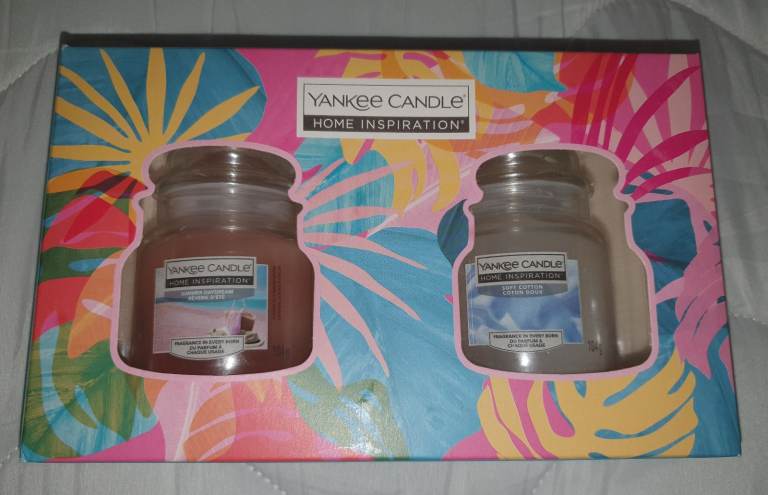 YANKEE CANDLE®
HOME INSPIRATION®
YANKEE CANDLE®
HOME INSPIRATION®
SUMMER DAYDREAM
RÊVERIE D'ÉTÉ
FRAGRANCE IN EVERY BURN
DU PARFUM À
CHAQUE USAGE
YANKEE CANDLE®
HOME INSPIRATION®
SOFT COTTON
COTON DOUX
FRAGRANCE IN EVERY BURN
DU PARFUM À
CHAQUE USAGE